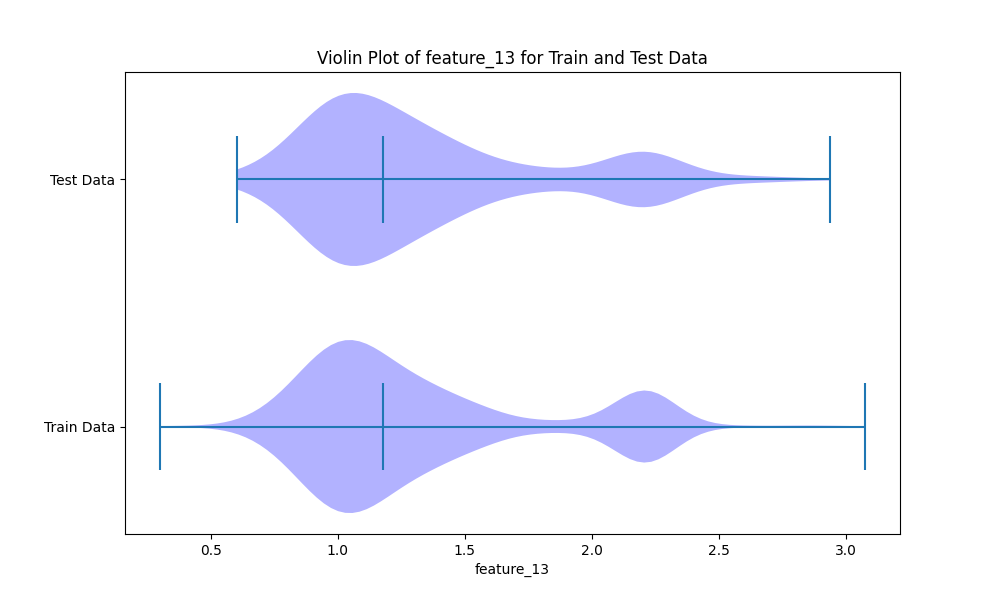 Violin Plot of feature_13 for Train and Test Data
Test Data
Train Data
0.5 1.0 1.5 2.0 2.5 3.0
feature_13